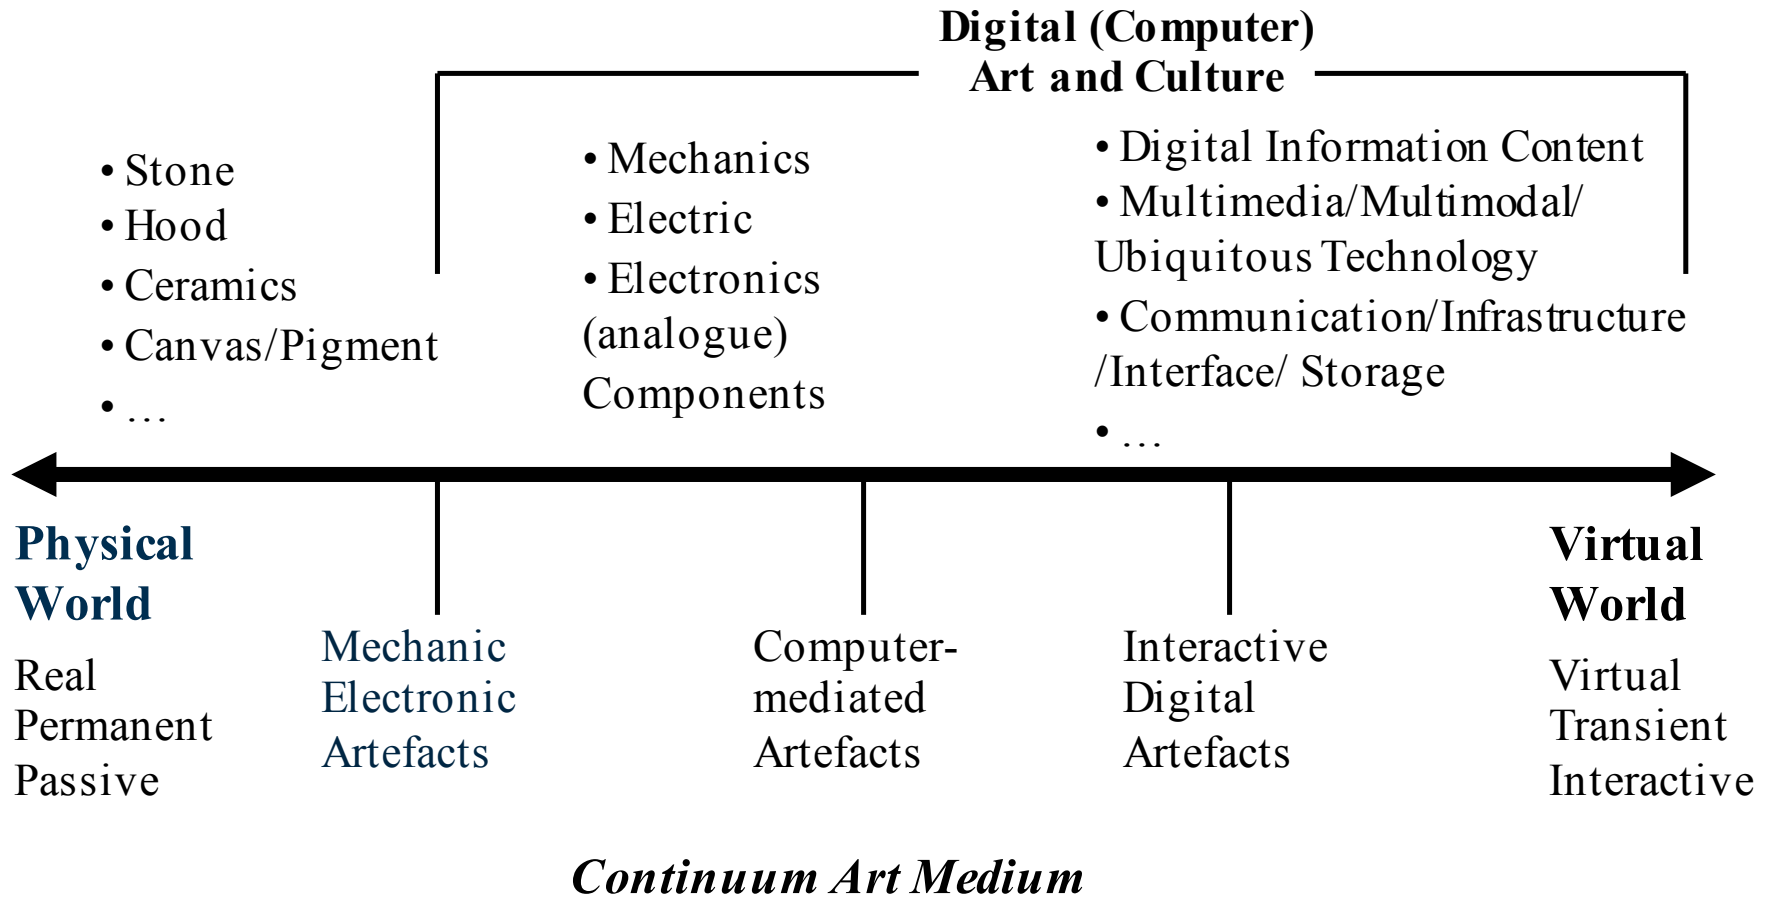 Digital (Computer)
Art and Culture
• Stone
• Hood
• Ceramics
• Canvas/Pigment
• …
• Mechanics
• Electric
• Electronics
(analogue)
Components
• Digital Information Content
• Multimedia/Multimodal/
Ubiquitous Technology
• Communication/Infrastructure
/Interface/ Storage
• …
Physical
World
Real
Permanent
Passive
Mechanic
Electronic
Artefacts
Computer-
mediated
Artefacts
Interactive
Digital
Artefacts
Virtual
World
Virtual
Transient
Interactive
Continuum Art Medium